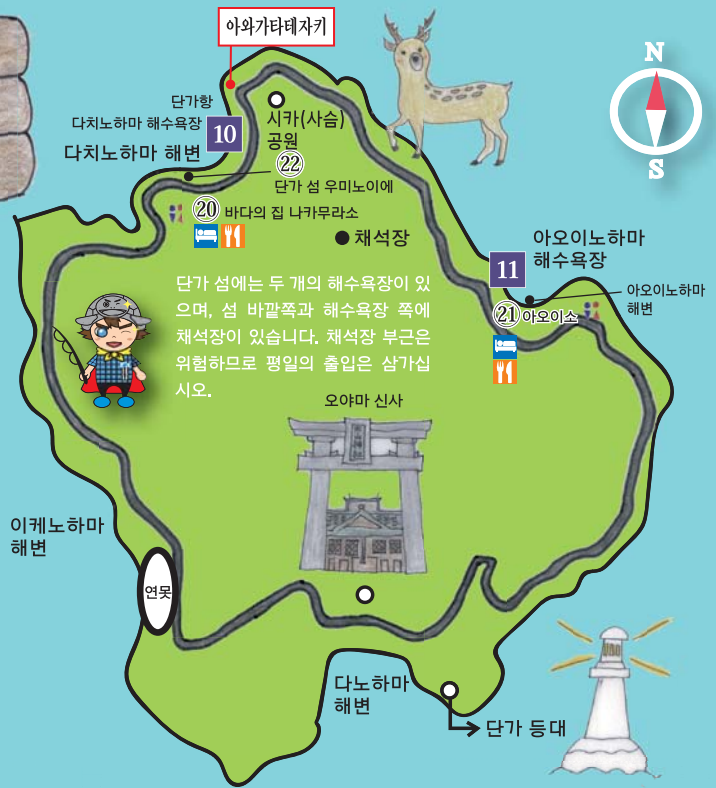 아와가타테자키
N
S
단가항
다치노하마 해수욕장
10
다치노하마 해변
시카(사슴)
공원
22
단가 섬 우미노이에
20 바다의 집 나카무라소
채석장
아오이노하마
해수욕장
11
아오이노하마
해변
21 아오이소
단가 섬에는 두 개의 해수욕장이 있
으며, 섬 바깥쪽과 해수욕장 쪽에
채석장이 있습니다. 채석장 부근은
위험하므로 평일의 출입은 삼가십
시오.
오야마 신사
이케노하마
해변
연못
다노하마
해변
단가 등대